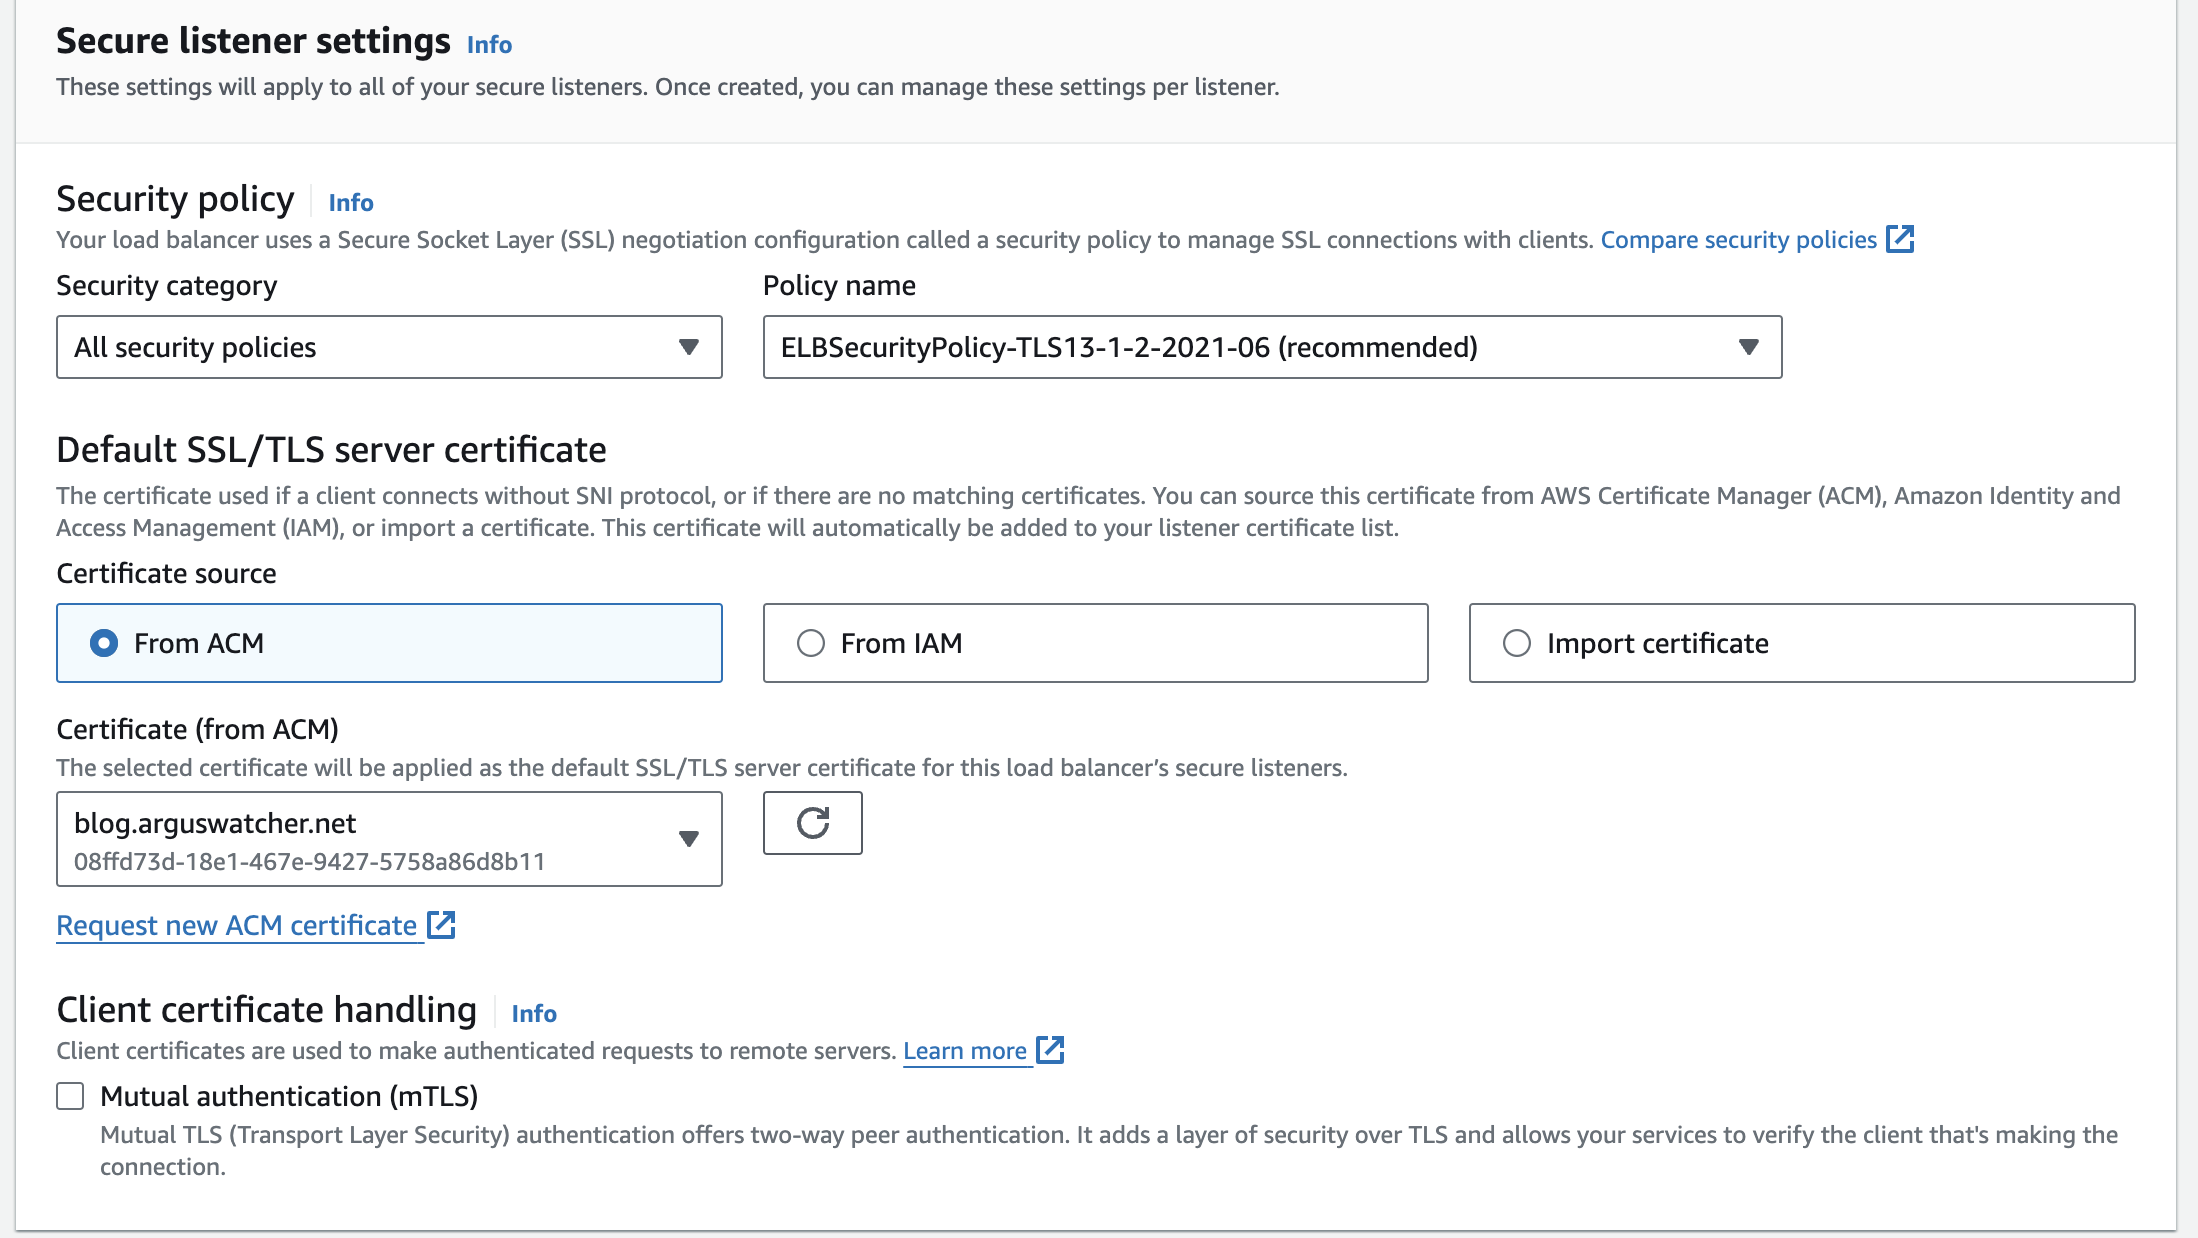 Secure listener settings Info
These settings will apply to all of your secure listeners. Once created, you can manage these settings per listener.
Security policy Info
Your load balancer uses a Secure Socket Layer (SSL) negotiation configuration called a security policy to manage SSL connections with clients. Compare security policies
Security category
Policy name
All security policies
ELBSecurityPolicy-TLS13-1-2-2021-06 (recommended)
Default SSL/TLS server certificate
The certificate used if a client connects without SNI protocol, or if there are no matching certificates. You can source this certificate from AWS Certificate Manager (ACM), Amazon Identity and
Access Management (IAM), or import a certificate. This certificate will automatically be added to your listener certificate list.
Certificate source
From ACM
From IAM
Import certificate
Certificate (from ACM)
The selected certificate will be applied as the default SSL/TLS server certificate for this load balancer’s secure listeners.
blog.arguswatcher.net
08ffd73d-18e1-467e-9427-5758a86d8b11
Request new ACM certificate
Client certificate handling Info
Client certificates are used to make authenticated requests to remote servers. Learn more
Mutual authentication (mTLS)
Mutual TLS (Transport Layer Security) authentication offers two-way peer authentication. It adds a layer of security over TLS and allows your services to verify the client that's making the
connection.